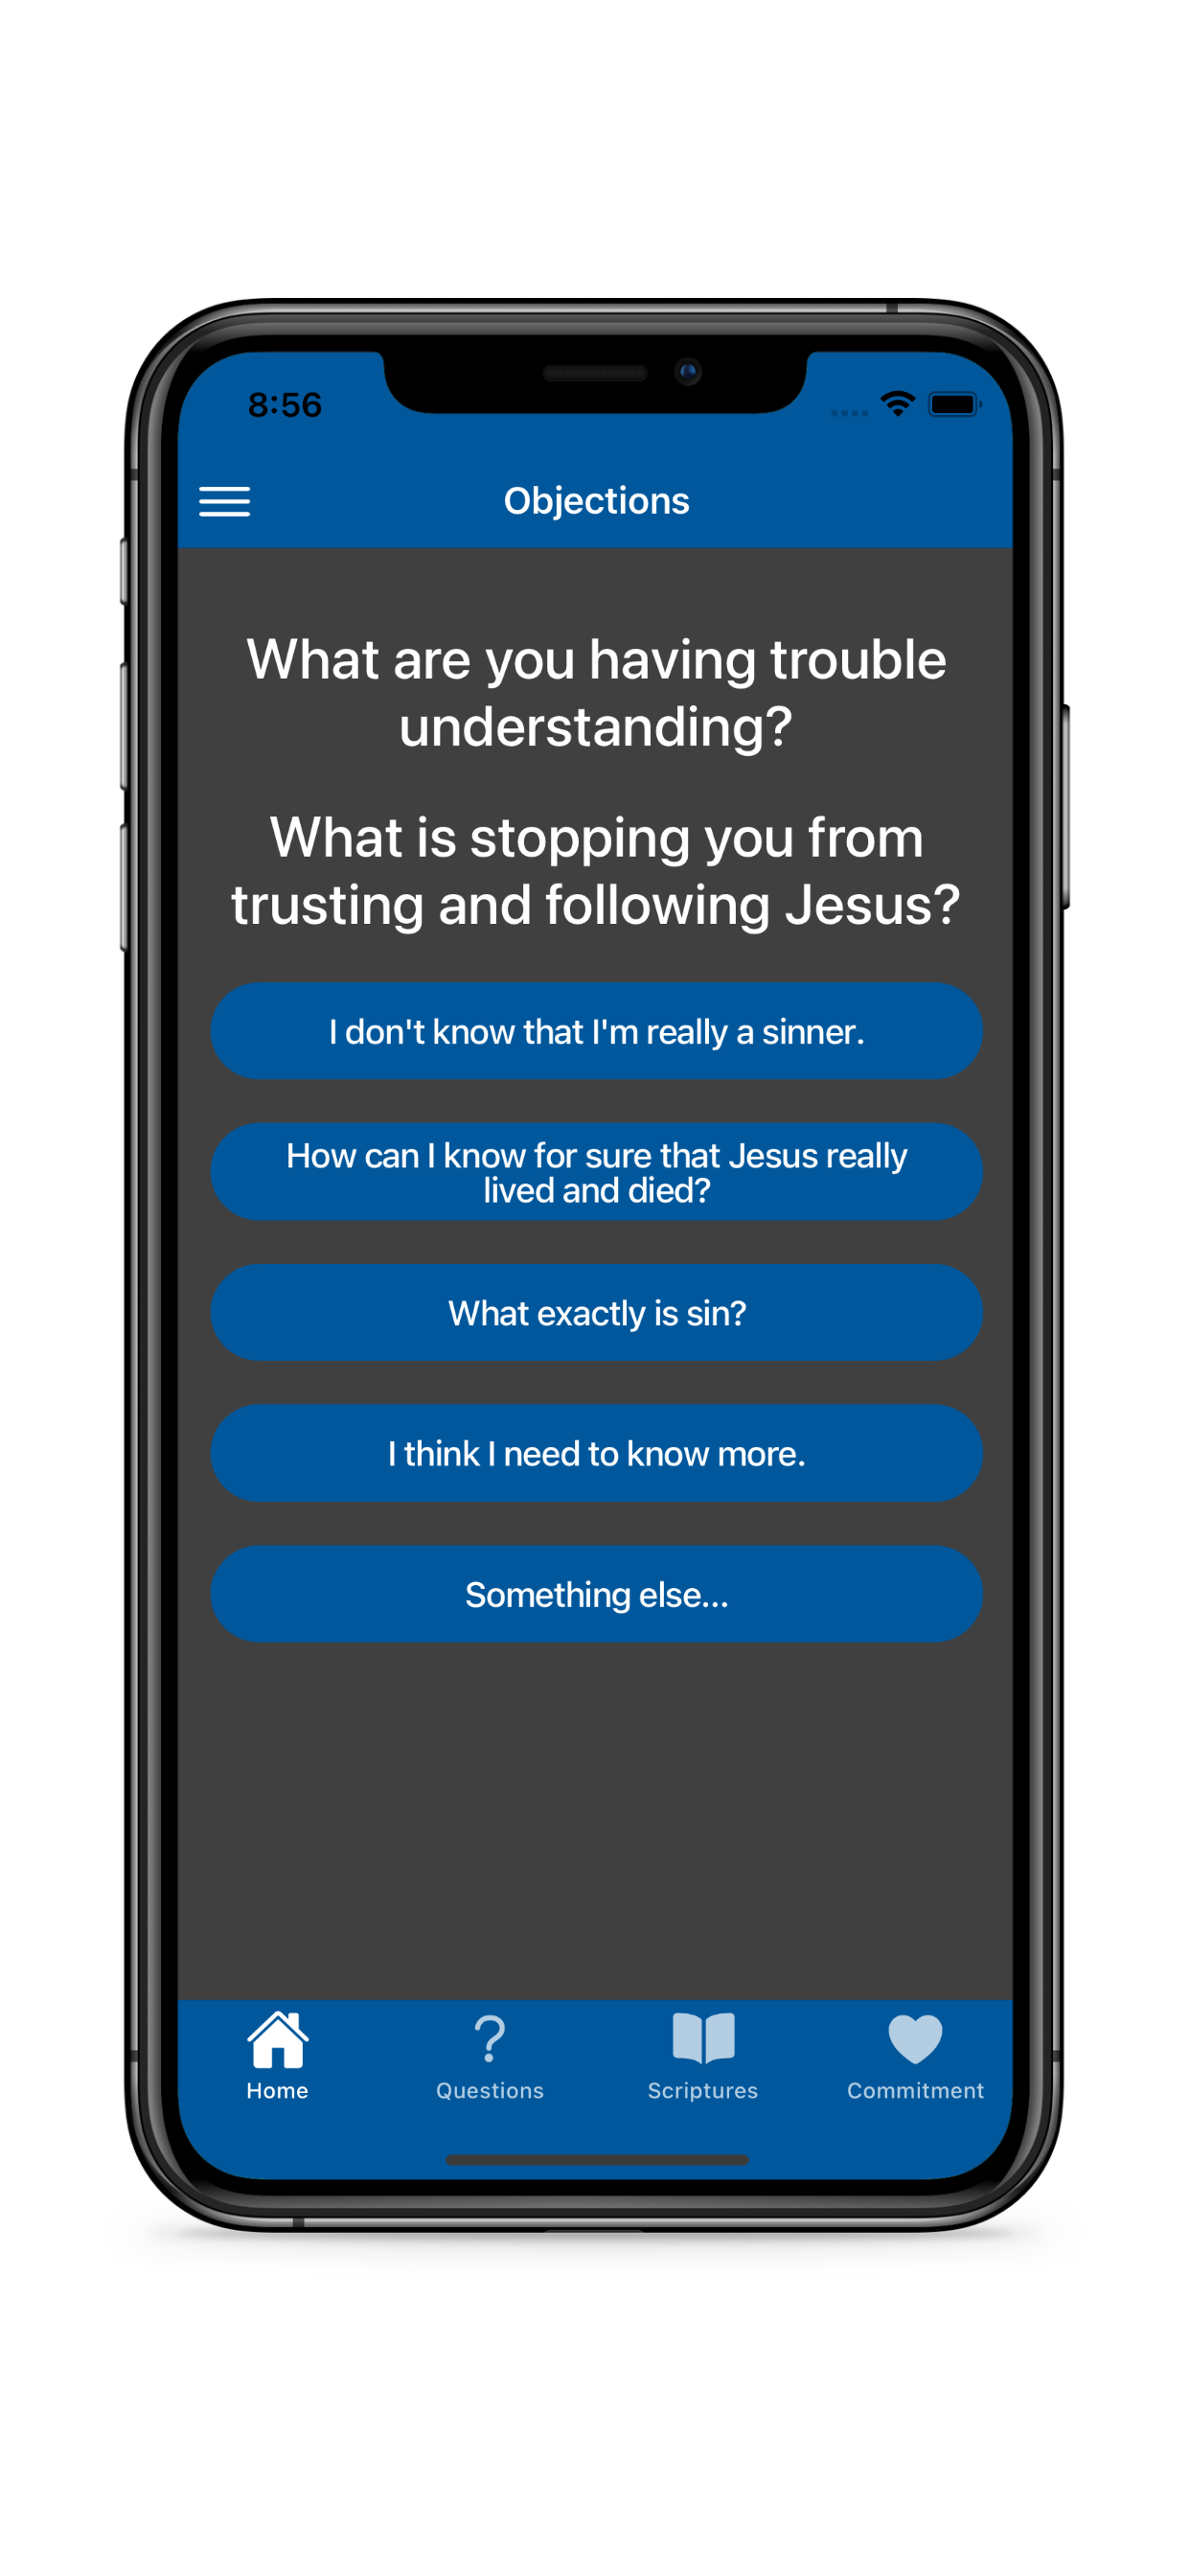 8:56
Objections
What are you having trouble
understanding?
What is stopping you from
trusting and following Jesus?
I don't know that I'm really a sinner.
How can I know for sure that Jesus really
lived and died?
What exactly is sin?
I think I need to know more.
Something else...
Home
Questions
Scriptures
Commitment